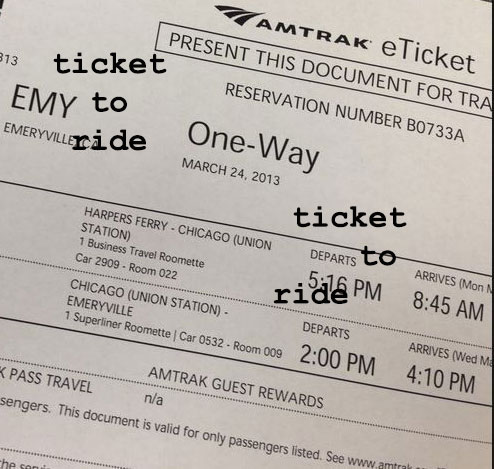 AMTRAK eTicket
PRESENT THIS DOCUMENT FOR TRA
313
ticket
to
ride
RESERVATION NUMBER B0733A
EMY
EMERYVILLE, CA
One-Way
MARCH 24, 2013
ticket
to
ride
HARPERS FERRY - CHICAGO (UNION
STATION)
1 Business Travel Roomette
Car 2909 - Room 022
DEPARTS
5:16 PM
ARRIVES (Mon M
8:45 AM
CHICAGO (UNION STATION) -
EMERYVILLE
1 Superliner Roomette | Car 0532 - Room 009
DEPARTS
2:00 PM
ARRIVES (Wed Ma
4:10 PM
K PASS TRAVEL
AMTRAK GUEST REWARDS
n/a
sengers. This document is valid for only passengers listed. See www.amtrak.